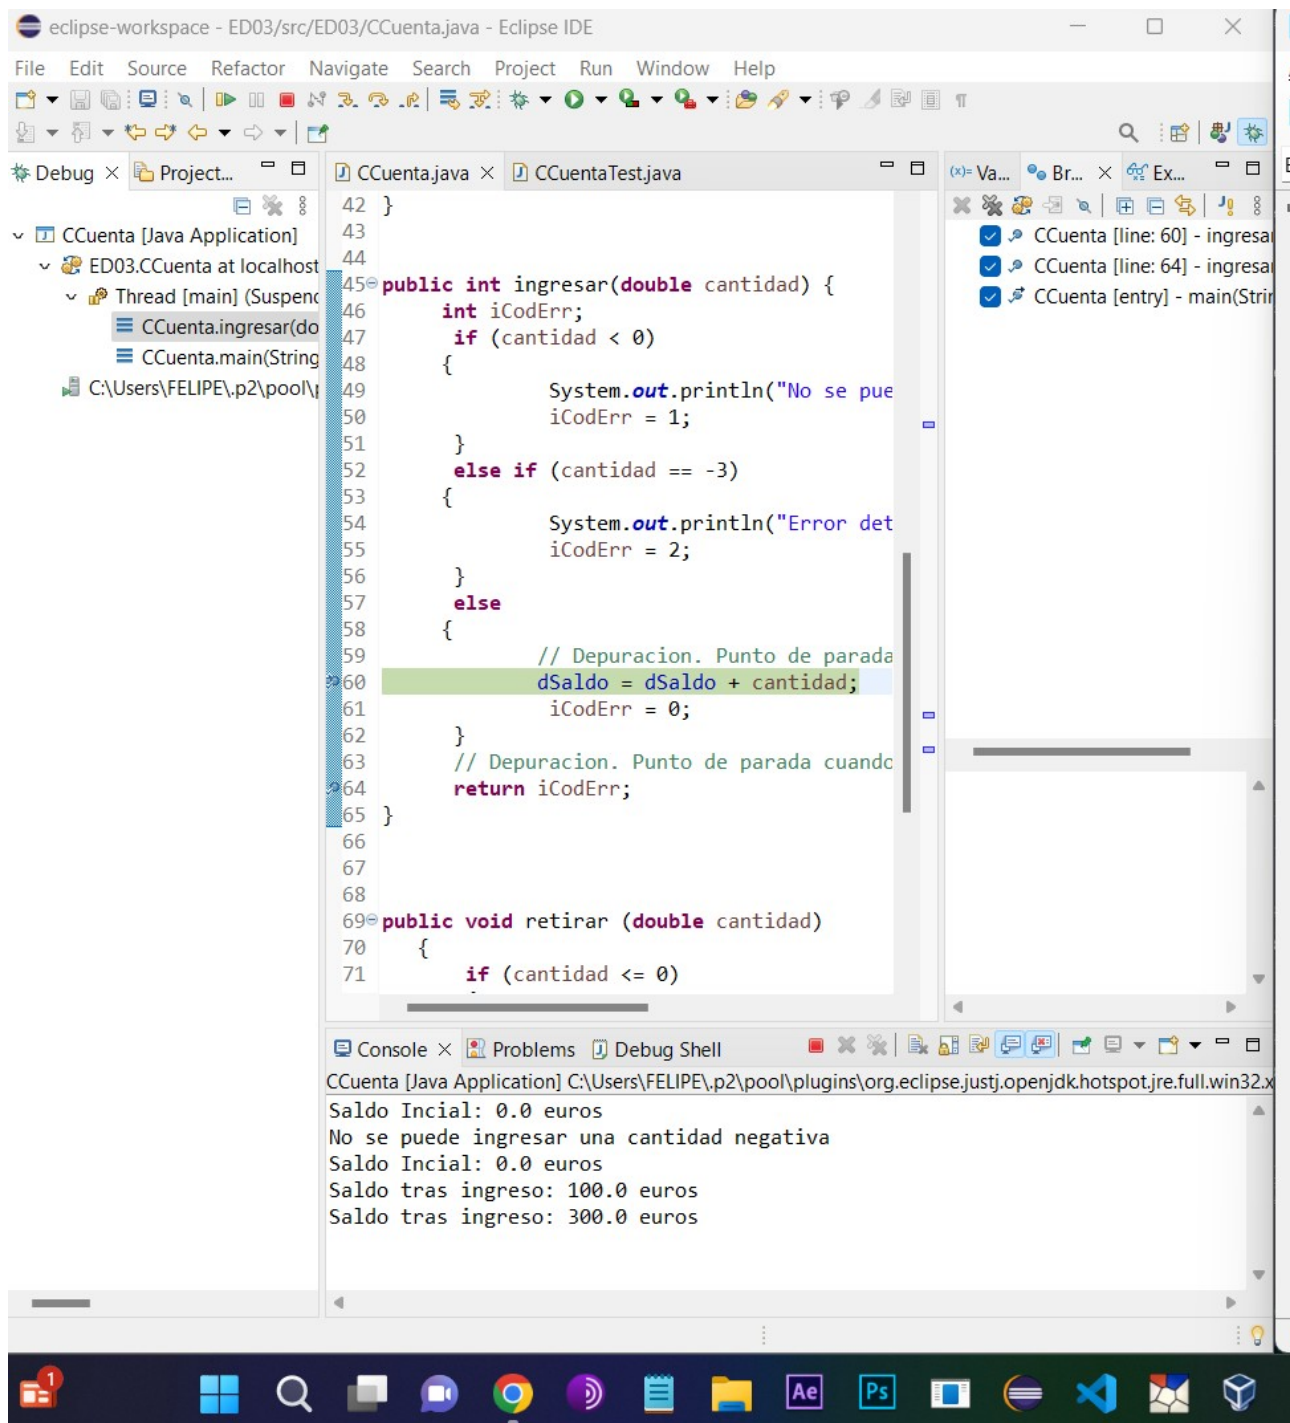 eclipse-workspace - ED03/src/ED03/CCuenta.java - Eclipse IDE
File Edit Source Refactor Navigate Search Project Run Window Help
Debug Project...
CCuenta [Java Application]
ED03.CCuenta at localhost
Thread [main] (Suspend
CCuenta.ingresar(do
CCuenta.main(String
C:\Users\FELIPE\.p2\pool\p
CCuenta.java CCuentaTest.java
42 }
43
44
45 public int ingresar(double cantidad) {
46 int iCodErr;
47 if (cantidad < 0)
48 {
49 System.out.println("No se pue
50 iCodErr = 1;
51 }
52 else if (cantidad == -3)
53 {
54 System.out.println("Error det
55 iCodErr = 2;
56 }
57 else
58 {
59 // Depuracion. Punto de parada
60 dSaldo = dSaldo + cantidad;
61 iCodErr = 0;
62 }
63 // Depuracion. Punto de parada cuando
64 return iCodErr;
65 }
66
67
68
69 public void retirar (double cantidad)
70 {
71 if (cantidad <= 0)
(x)= Va... Br... Ex...
CCuenta [line: 60] - ingresa
CCuenta [line: 64] - ingresa
CCuenta [entry] - main(Strin
Console Problems Debug Shell
CCuenta [Java Application] C:\Users\FELIPE\.p2\pool\plugins\org.eclipse.justj.openjdk.hotspot.jre.full.win32.x
Saldo Incial: 0.0 euros
No se puede ingresar una cantidad negativa
Saldo Incial: 0.0 euros
Saldo tras ingreso: 100.0 euros
Saldo tras ingreso: 300.0 euros
1
Ae
Ps